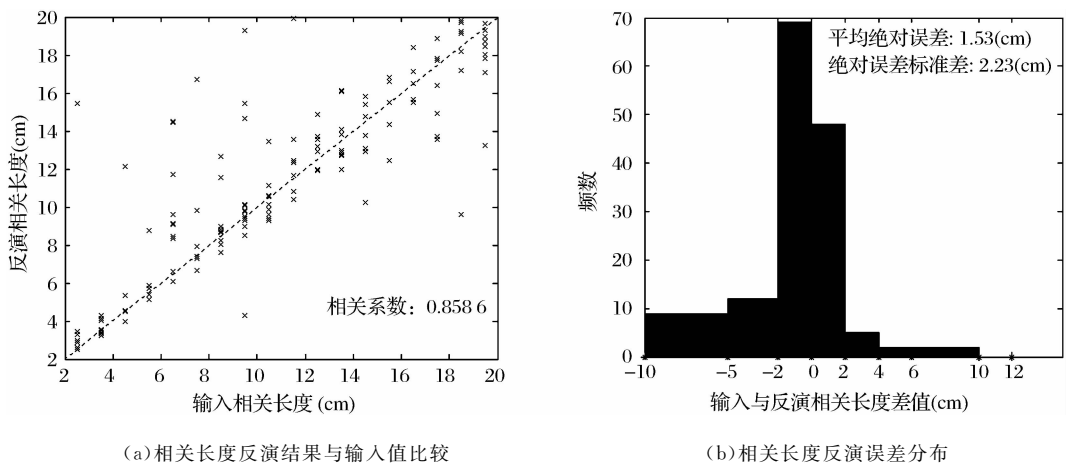 20
18
16
14
12
10
8
6
4
2
反演相关长度(cm)
相关系数：0.858 6
2 4 6 8 10 12 14 16 18 20
输入相关长度 (cm)
(a)相关长度反演结果与输入值比较
70
60
50
40
30
20
10
0
频数
平均绝对误差: 1.53(cm)
绝对误差标准差: 2.23(cm)
−10 −5 −2 0 2 4 6 10 12
输入与反演相关长度差值(cm)
(b)相关长度反演误差分布